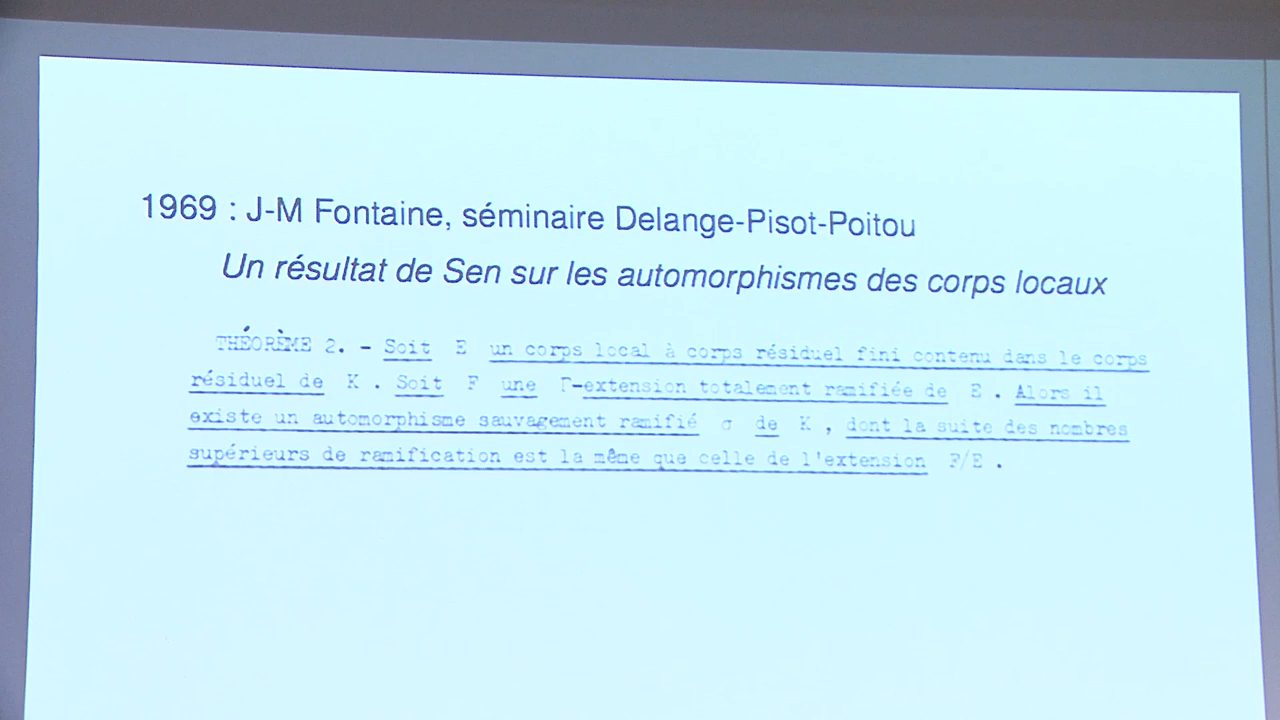 1969 : J-M Fontaine, séminaire Delange-Pisot-Poitou
Un résultat de Sen sur les automorphismes des corps locaux
THÉORÈME 2. - Soit E un corps local à corps résiduel fini contenu dans le corps
résiduel de K . Soit F une Γ-extension totalement ramifiée de E . Alors il
existe un automorphisme sauvagement ramifié σ de K , dont la suite des nombres
supérieurs de ramification est la même que celle de l'extension F/E .